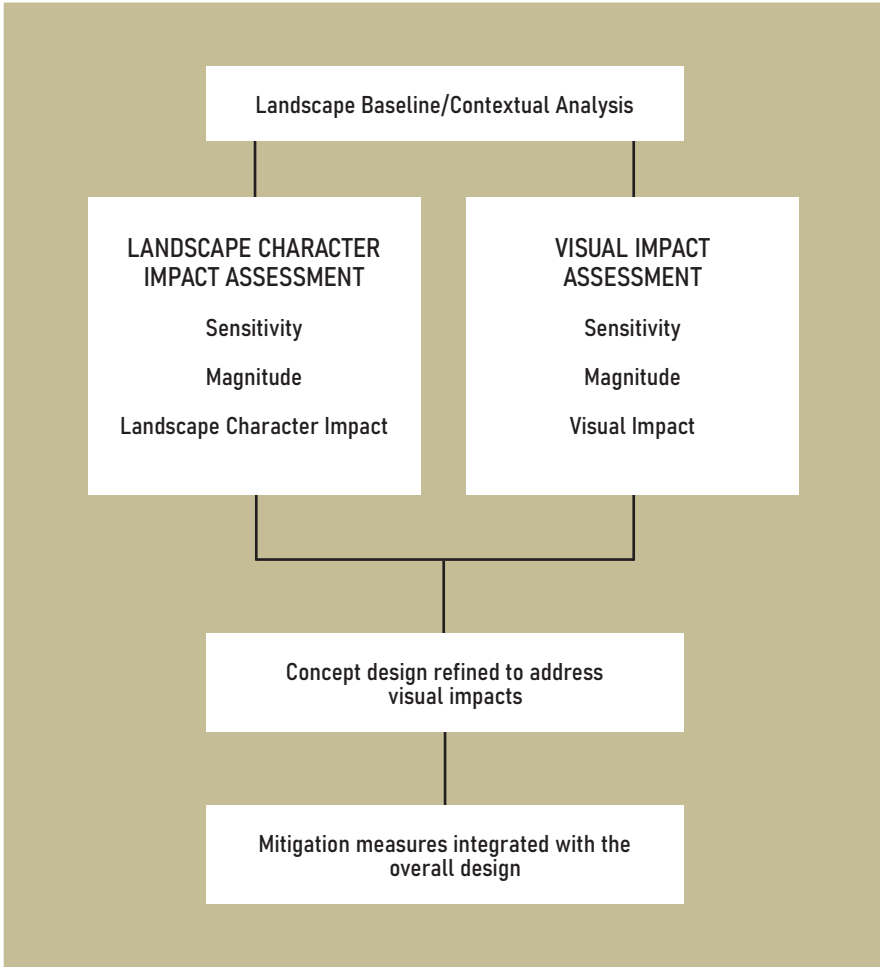 Landscape Baseline/Contextual Analysis
LANDSCAPE CHARACTER
IMPACT ASSESSMENT
Sensitivity
Magnitude
Landscape Character Impact
VISUAL IMPACT
ASSESSMENT
Sensitivity
Magnitude
Visual Impact
Concept design refined to address
visual impacts
Mitigation measures integrated with the
overall design